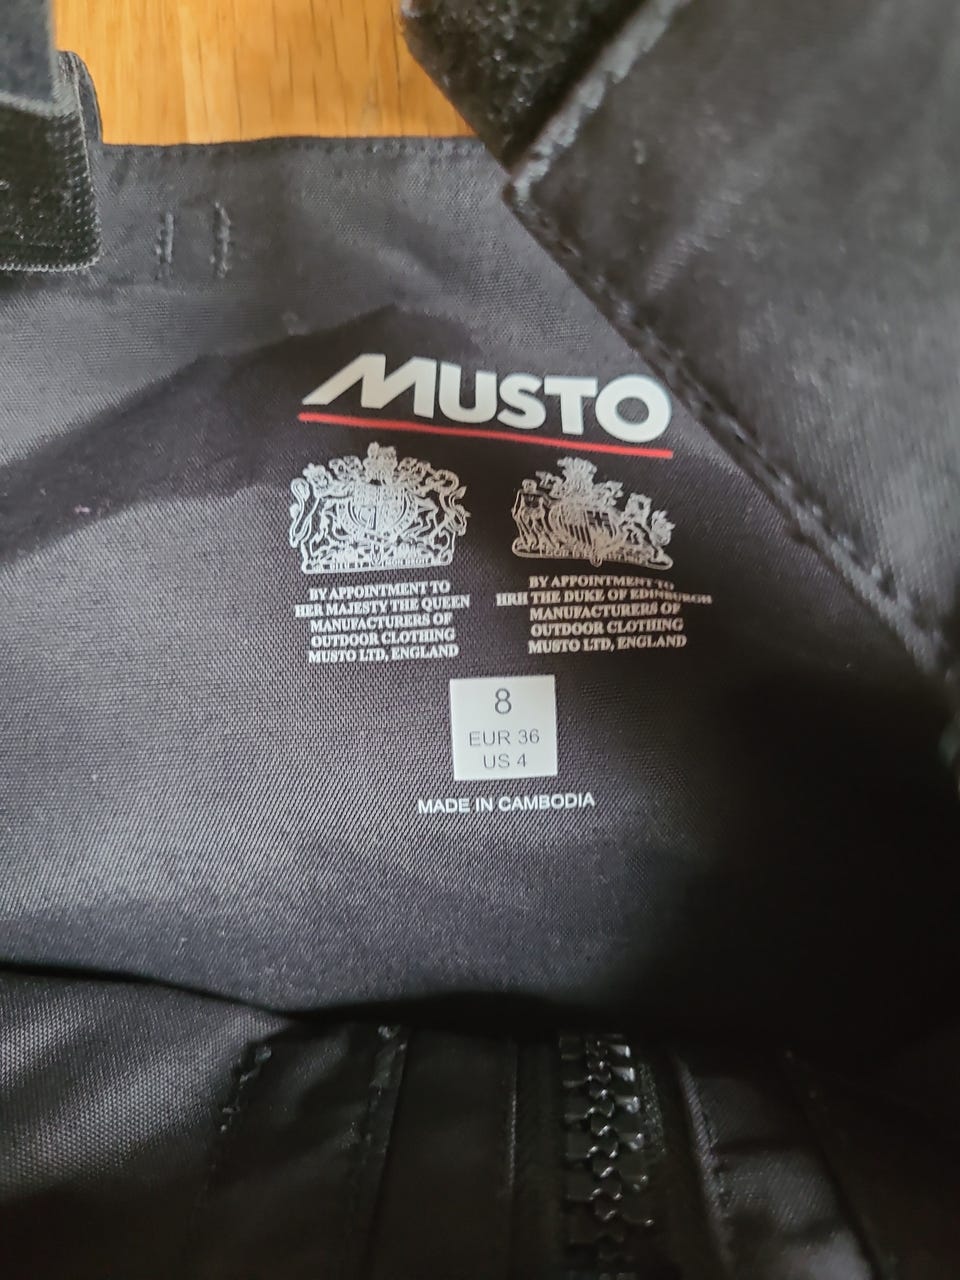 MUSTO
BY APPOINTMENT TO
HER MAJESTY THE QUEEN
MANUFACTURERS OF
OUTDOOR CLOTHING
MUSTO LTD, ENGLAND
BY APPOINTMENT TO
HRH THE DUKE OF EDINBURGH
MANUFACTURERS OF
OUTDOOR CLOTHING
MUSTO LTD, ENGLAND
8
EUR 36
US 4
MADE IN CAMBODIA